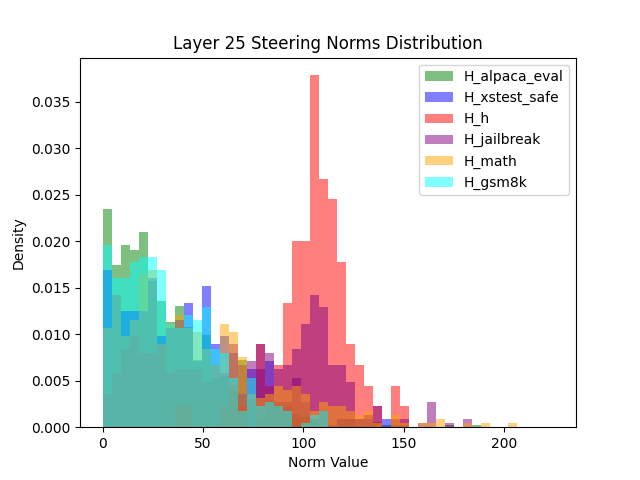 Layer 25 Steering Norms Distribution
H_alpaca_eval
H_xstest_safe
H_h
H_jailbreak
H_math
H_gsm8k
0.035
0.030
0.025
0.020
0.015
0.010
0.005
0.000
Density
0
50
100
150
200
Norm Value